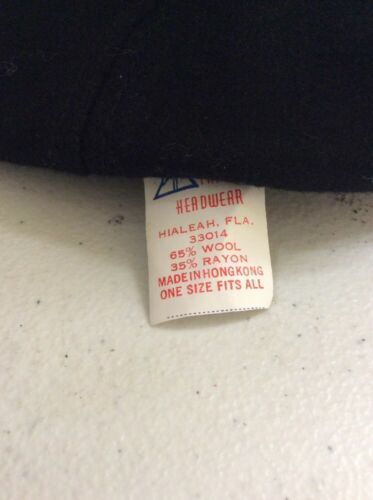 HEADWEAR
HIALEAH, FLA.
33014
65% WOOL
35% RAYON
MADE IN HONG KONG
ONE SIZE FITS ALL